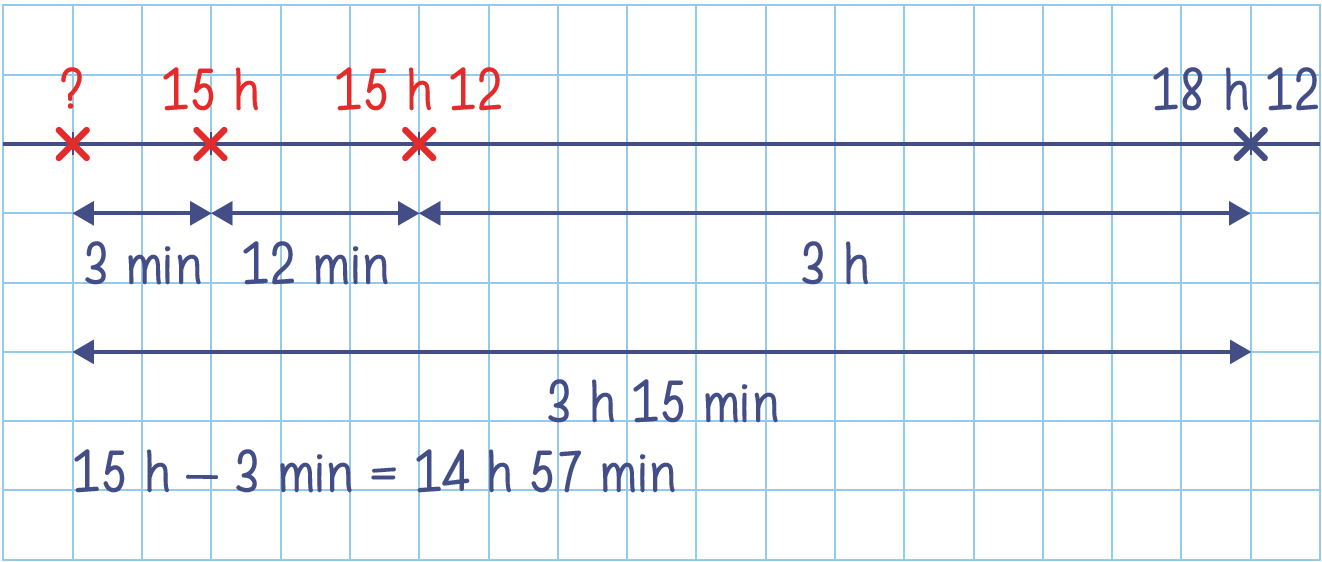 ? 15 h 15 h 12 18 h 12
3 min 12 min 3 h
3 h 15 min
15 h – 3 min = 14 h 57 min